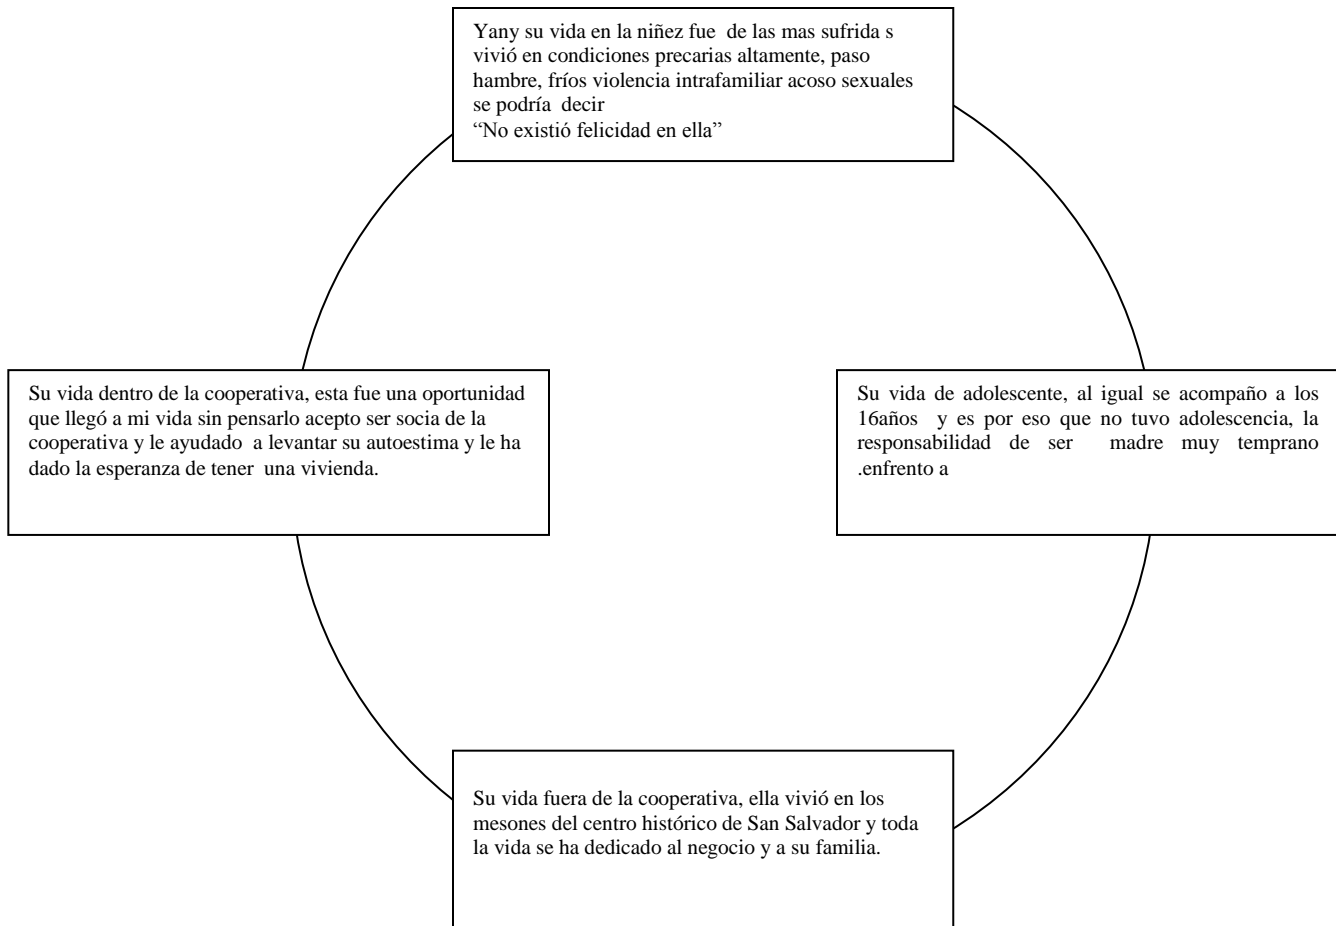 Yany su vida en la niñez fue de las mas sufrida s
vivió en condiciones precarias altamente, paso
hambre, fríos violencia intrafamiliar acoso sexuales
se podría decir
“No existió felicidad en ella”
Su vida dentro de la cooperativa, esta fue una oportunidad
que llegó a mi vida sin pensarlo acepto ser socia de la
cooperativa y le ayudado a levantar su autoestima y le ha
dado la esperanza de tener una vivienda.
Su vida de adolescente, al igual se acompaño a los
16años y es por eso que no tuvo adolescencia, la
responsabilidad de ser madre muy temprano
.enfrento a
Su vida fuera de la cooperativa, ella vivió en los
mesones del centro histórico de San Salvador y toda
la vida se ha dedicado al negocio y a su familia.